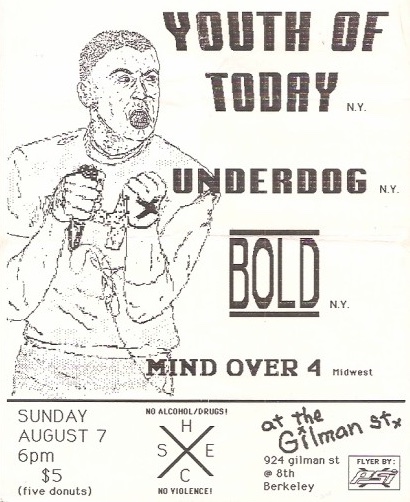 YOUTH OF
TODAY N.Y.
UNDERDOG N.Y.
BOLD N.Y.
MIND OVER 4 Midwest
SUNDAY
AUGUST 7
6pm
$5
(five donuts)
NO ALCOHOL/DRUGS!
H
S E
C
NO VIOLENCE!
at the
Gilman St.
924 gilman st
@ 8th
Berkeley
FLYER BY: